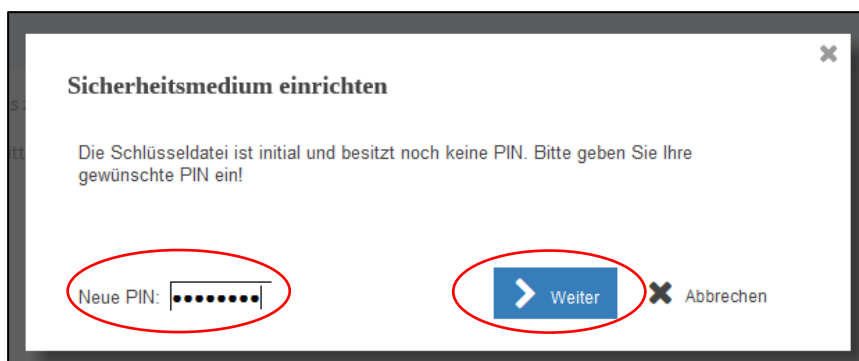 Sicherheitsmedium einrichten
Die Schlüsseldatei ist initial und besitzt noch keine PIN. Bitte geben Sie Ihre
gewünschte PIN ein!
Neue PIN: ●●●●●●●● Weiter Abbrechen